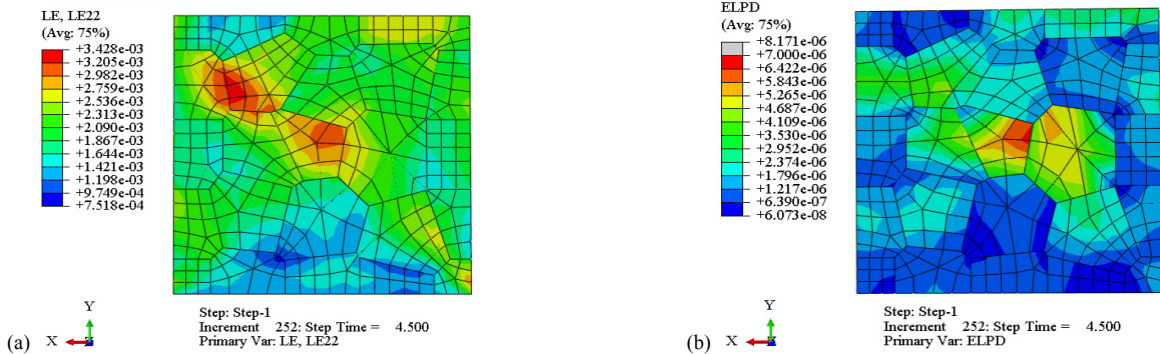 LE, LE22
(Avg: 75%)
+3.428e-03
+3.205e-03
+2.982e-03
+2.759e-03
+2.536e-03
+2.313e-03
+2.090e-03
+1.867e-03
+1.644e-03
+1.421e-03
+1.198e-03
+9.749e-04
+7.518e-04
Y
X
Step: Step-1
Increment 252: Step Time = 4.500
Primary Var: LE, LE22
(a)
ELPD
(Avg: 75%)
+8.171e-06
+7.000e-06
+6.422e-06
+5.843e-06
+5.265e-06
+4.687e-06
+4.109e-06
+3.530e-06
+2.952e-06
+2.374e-06
+1.796e-06
+1.217e-06
+6.390e-07
+6.073e-08
Y
X
Step: Step-1
Increment 252: Step Time = 4.500
Primary Var: ELPD
(b)